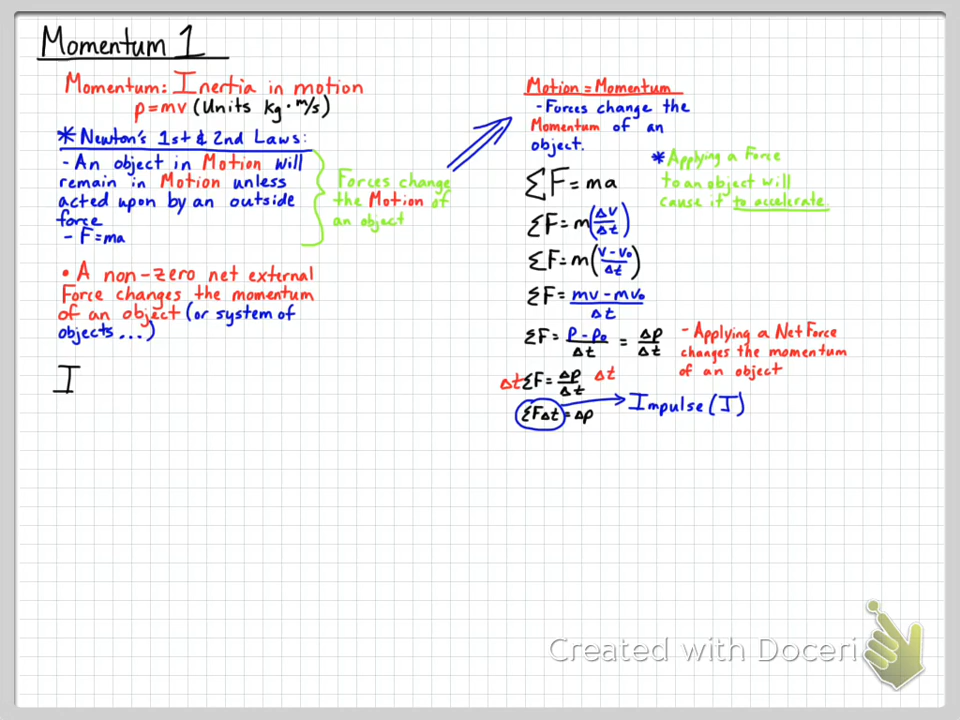 Momentum 1
Momentum: Inertia in motion
p=mv (Units kg·m/s)
* Newton's 1st & 2nd Laws:
- An object in Motion will
remain in Motion unless
acted upon by an outside
force
- F=ma
Forces change
the Motion of
an object
• A non-zero net external
Force changes the momentum
of an object (or system of
objects ...)
I
Motion = Momentum
- Forces change the
Momentum of an
object.
* Applying a Force
to an object will
cause it to accelerate.
ΣF = ma
ΣF = m(Δv/Δt)
ΣF = m(v-v₀/Δt)
ΣF = mv-mv₀/Δt
ΣF = p-p₀/Δt = Δp/Δt
- Applying a Net Force
changes the momentum
of an object
Δt ΣF = Δp/Δt Δt
ΣFΔt = Δp
Impulse (I)
Created with Doceri